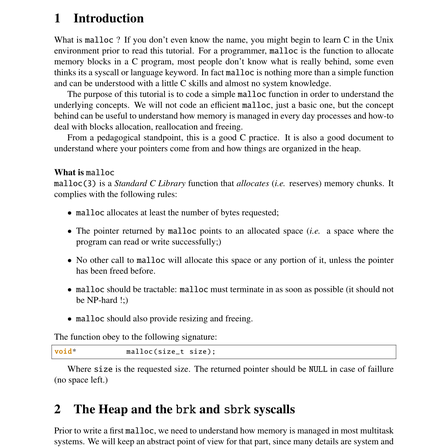 1 Introduction
What is malloc ? If you don't even know the name, you might begin to learn C in the Unix
environment prior to read this tutorial. For a programmer, malloc is the function to allocate
memory blocks in a C program, most people don't know what is really behind, some even
thinks its a syscall or language keyword. In fact malloc is nothing more than a simple function
and can be understood with a little C skills and almost no system knowledge.
The purpose of this tutorial is to code a simple malloc function in order to understand the
underlying concepts. We will not code an efficient malloc, just a basic one, but the concept
behind can be useful to understand how memory is managed in every day processes and how-to
deal with blocks allocation, reallocation and freeing.
From a pedagogical standpoint, this is a good C practice. It is also a good document to
understand where your pointers come from and how things are organized in the heap.
What is malloc
malloc(3) is a Standard C Library function that allocates (i.e. reserves) memory chunks. It
complies with the following rules:
• malloc allocates at least the number of bytes requested;
• The pointer returned by malloc points to an allocated space (i.e. a space where the
program can read or write successfully;)
• No other call to malloc will allocate this space or any portion of it, unless the pointer
has been freed before.
• malloc should be tractable: malloc must terminate in as soon as possible (it should not
be NP-hard !;)
• malloc should also provide resizing and freeing.
The function obey to the following signature:
void* malloc(size_t size);
Where size is the requested size. The returned pointer should be NULL in case of faillure
(no space left.)
2 The Heap and the brk and sbrk syscalls
Prior to write a first malloc, we need to understand how memory is managed in most multitask
systems. We will keep an abstract point of view for that part, since many details are system and